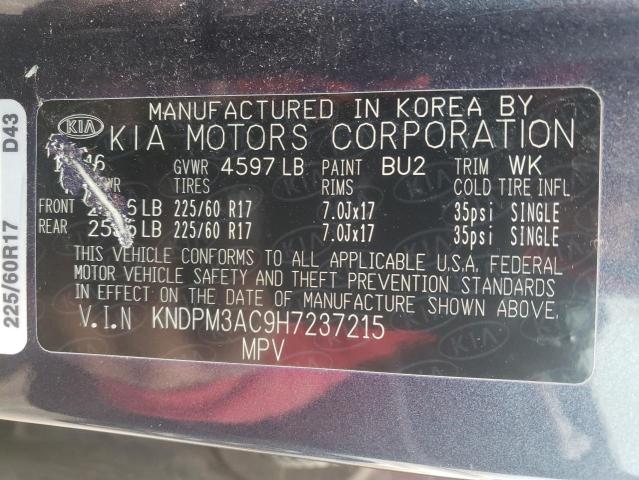 MANUFACTURED IN KOREA BY
KIA KIA MOTORS CORPORATION
GVWR 4597 LB PAINT BU2 TRIM WK
TIRES RIMS COLD TIRE INFL
FRONT LB 225/60 R17 7.0Jx17 35psi SINGLE
REAR LB 225/60 R17 7.0Jx17 35psi SINGLE
THIS VEHICLE CONFORMS TO ALL APPLICABLE U.S.A. FEDERAL
MOTOR VEHICLE SAFETY AND THEFT PREVENTION STANDARDS
IN EFFECT ON THE DATE OF MANUFACTURE SHOWN ABOVE.
V.I.N KNDPM3AC9H7237215
MPV
225/60R17 D43